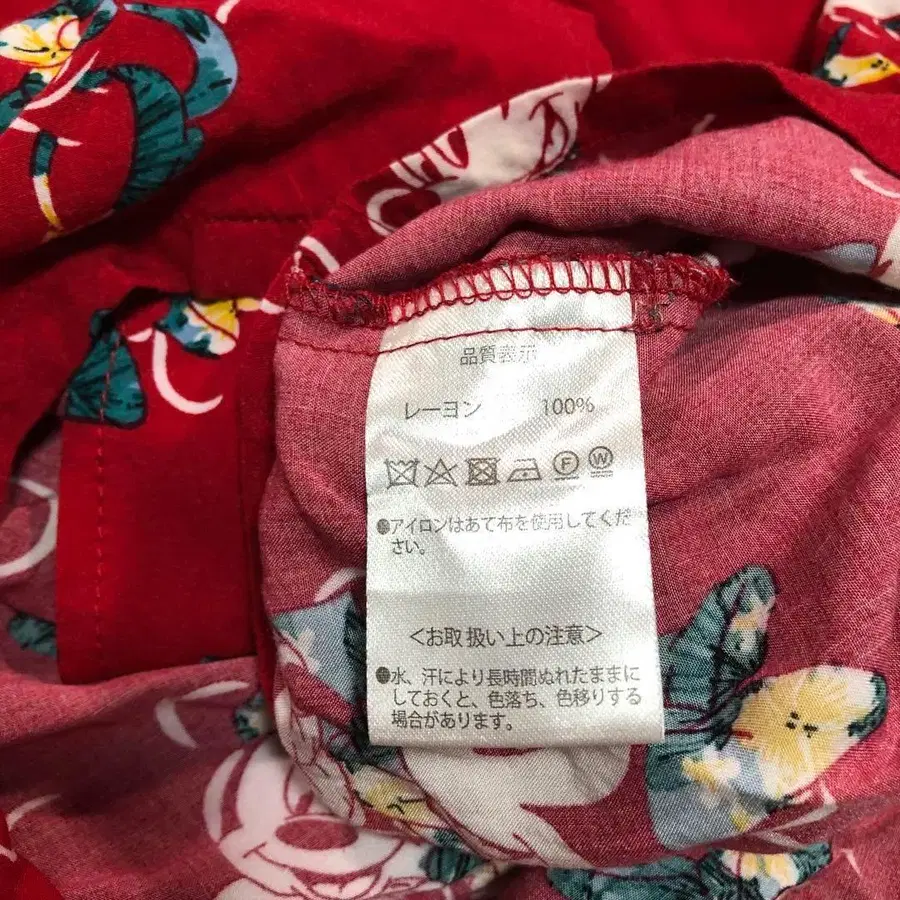 品質表示
レーヨン 100%
F W
●アイロンはあて布を使用してくだ
さい。
<お取り扱い上の注意>
●水、汗により長時間ぬれたままに
しておくと、色落ち、色移りする
場合があります。